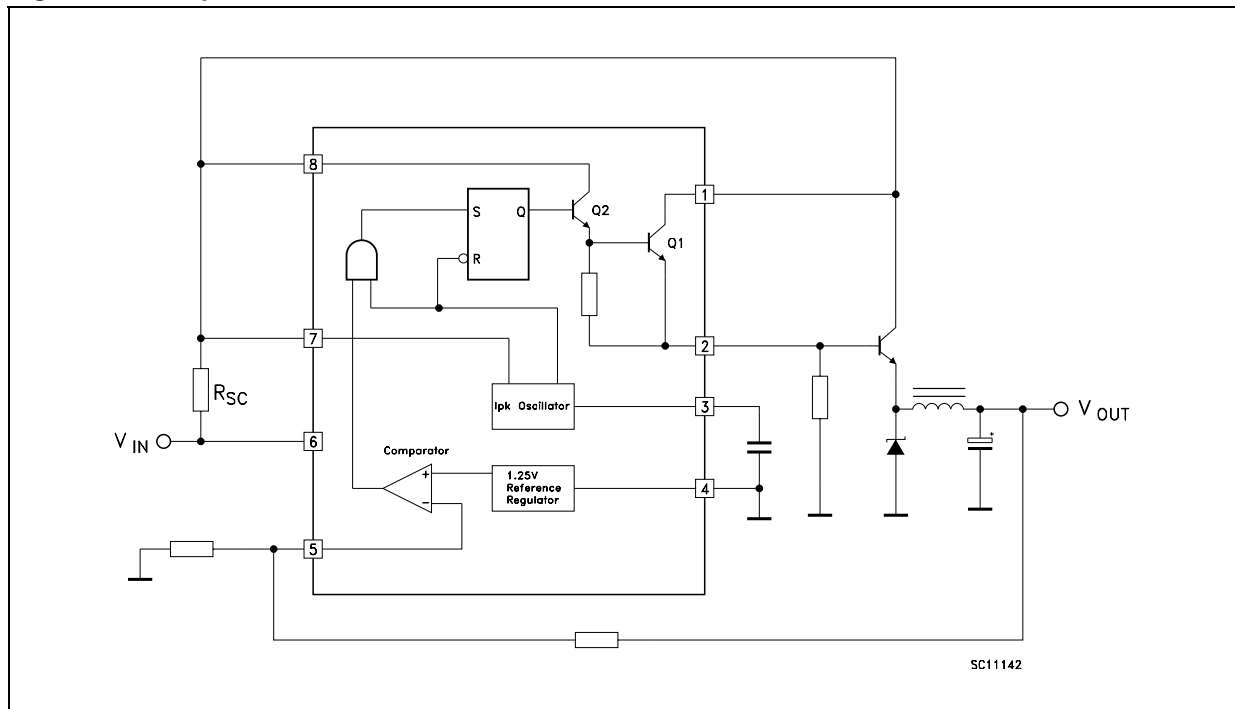 8
1
S Q
Q2
Q1
R
7
2
R SC
Ipk Oscillator
3
V IN
6
V OUT
+
Comparator
+
−
1.25V
Reference
Regulator
4
5
SC11142